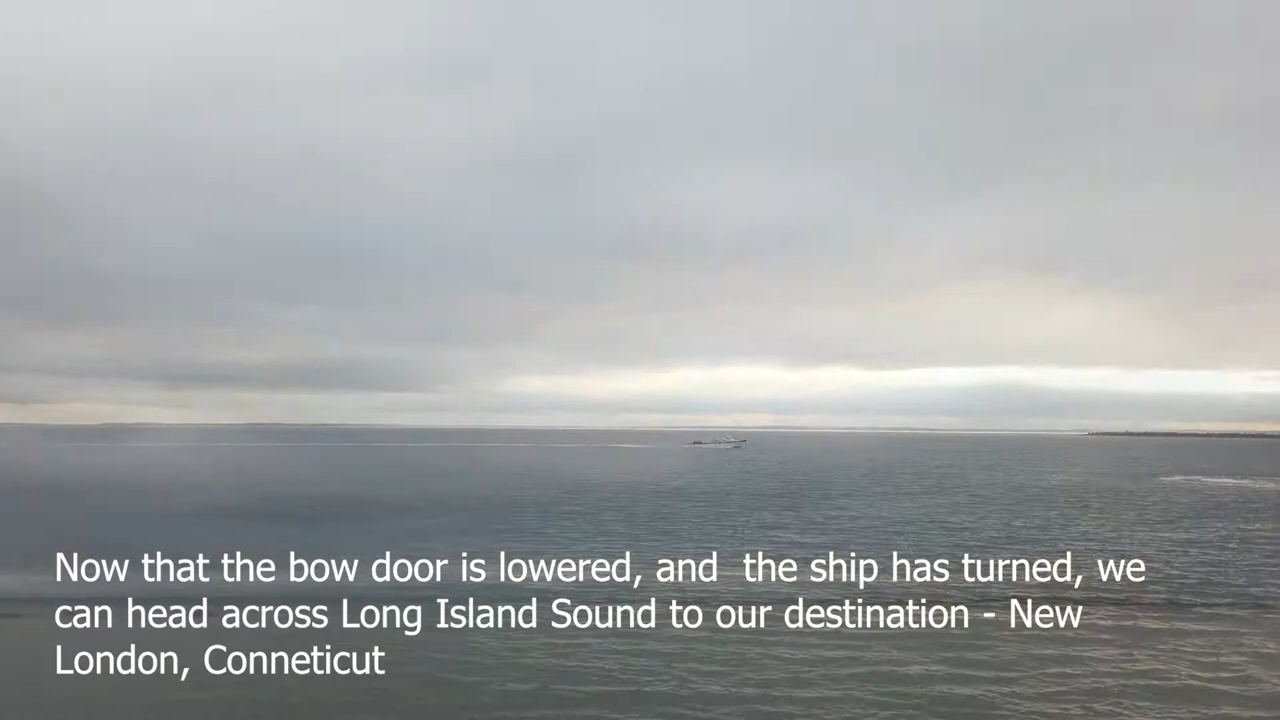 Now that the bow door is lowered, and  the ship has turned, we
can head across Long Island Sound to our destination - New
London, Conneticut